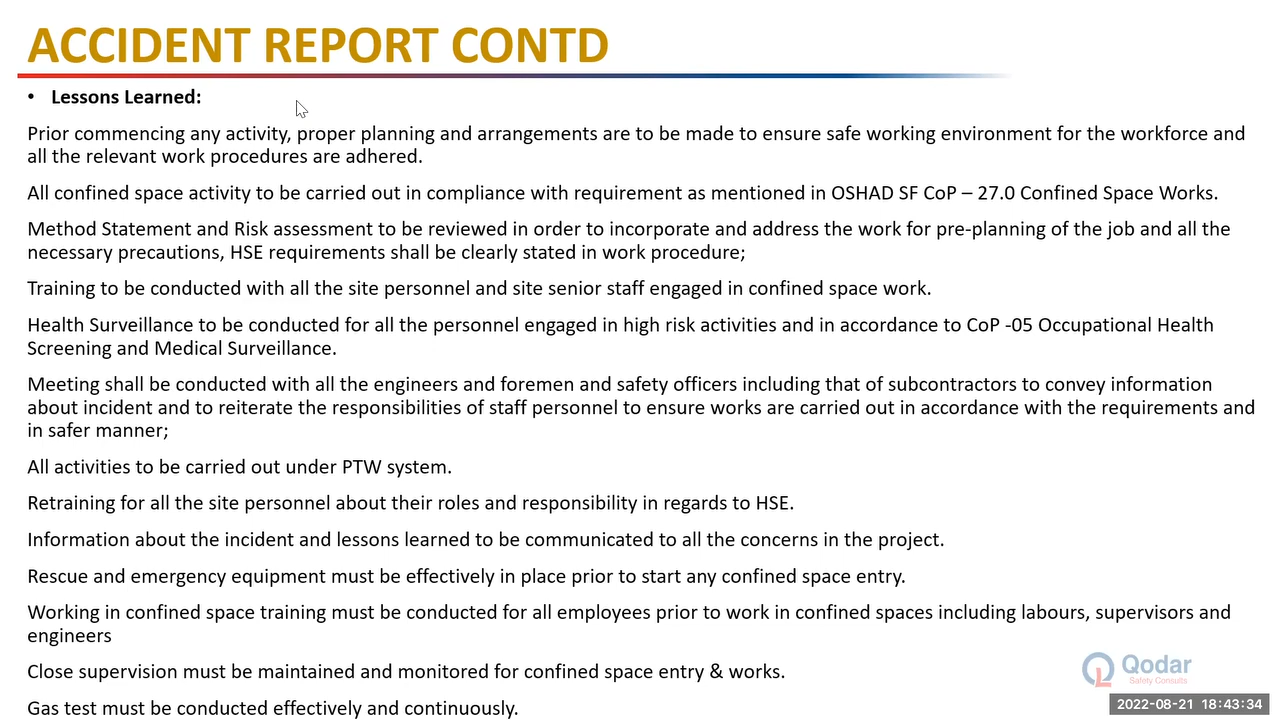 ACCIDENT REPORT CONTD
• Lessons Learned:
Prior commencing any activity, proper planning and arrangements are to be made to ensure safe working environment for the workforce and
all the relevant work procedures are adhered.
All confined space activity to be carried out in compliance with requirement as mentioned in OSHAD SF CoP – 27.0 Confined Space Works.
Method Statement and Risk assessment to be reviewed in order to incorporate and address the work for pre-planning of the job and all the
necessary precautions, HSE requirements shall be clearly stated in work procedure;
Training to be conducted with all the site personnel and site senior staff engaged in confined space work.
Health Surveillance to be conducted for all the personnel engaged in high risk activities and in accordance to CoP -05 Occupational Health
Screening and Medical Surveillance.
Meeting shall be conducted with all the engineers and foremen and safety officers including that of subcontractors to convey information
about incident and to reiterate the responsibilities of staff personnel to ensure works are carried out in accordance with the requirements and
in safer manner;
All activities to be carried out under PTW system.
Retraining for all the site personnel about their roles and responsibility in regards to HSE.
Information about the incident and lessons learned to be communicated to all the concerns in the project.
Rescue and emergency equipment must be effectively in place prior to start any confined space entry.
Working in confined space training must be conducted for all employees prior to work in confined spaces including labours, supervisors and
engineers
Close supervision must be maintained and monitored for confined space entry & works.
Gas test must be conducted effectively and continuously.
Qodar
Safety Consults
2022-08-21 18:43:34